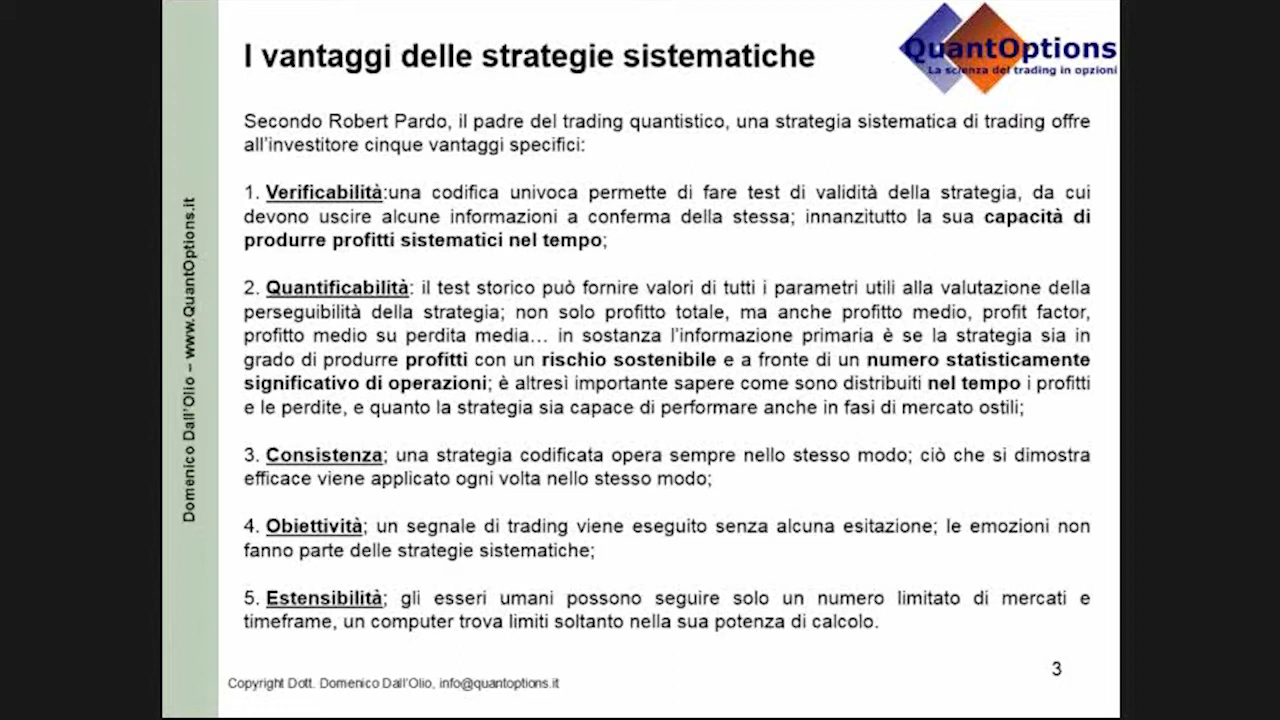 I vantaggi delle strategie sistematiche
QuantOptions
La scienza del trading in opzioni
Secondo Robert Pardo, il padre del trading quantistico, una strategia sistematica di trading offre
all'investitore cinque vantaggi specifici:
1. Verificabilità:una codifica univoca permette di fare test di validità della strategia, da cui
devono uscire alcune informazioni a conferma della stessa; innanzitutto la sua capacità di
produrre profitti sistematici nel tempo;
2. Quantificabilità: il test storico può fornire valori di tutti i parametri utili alla valutazione della
perseguibilità della strategia; non solo profitto totale, ma anche profitto medio, profit factor,
profitto medio su perdita media… in sostanza l'informazione primaria è se la strategia sia in
grado di produrre profitti con un rischio sostenibile e a fronte di un numero statisticamente
significativo di operazioni; è altresì importante sapere come sono distribuiti nel tempo i profitti
e le perdite, e quanto la strategia sia capace di performare anche in fasi di mercato ostili;
3. Consistenza; una strategia codificata opera sempre nello stesso modo; ciò che si dimostra
efficace viene applicato ogni volta nello stesso modo;
4. Obiettività; un segnale di trading viene eseguito senza alcuna esitazione; le emozioni non
fanno parte delle strategie sistematiche;
5. Estensibilità; gli esseri umani possono seguire solo un numero limitato di mercati e
timeframe, un computer trova limiti soltanto nella sua potenza di calcolo.
Domenico Dall'Olio – www.QuantOptions.it
Copyright Dott. Domenico Dall'Olio, info@quantoptions.it
3